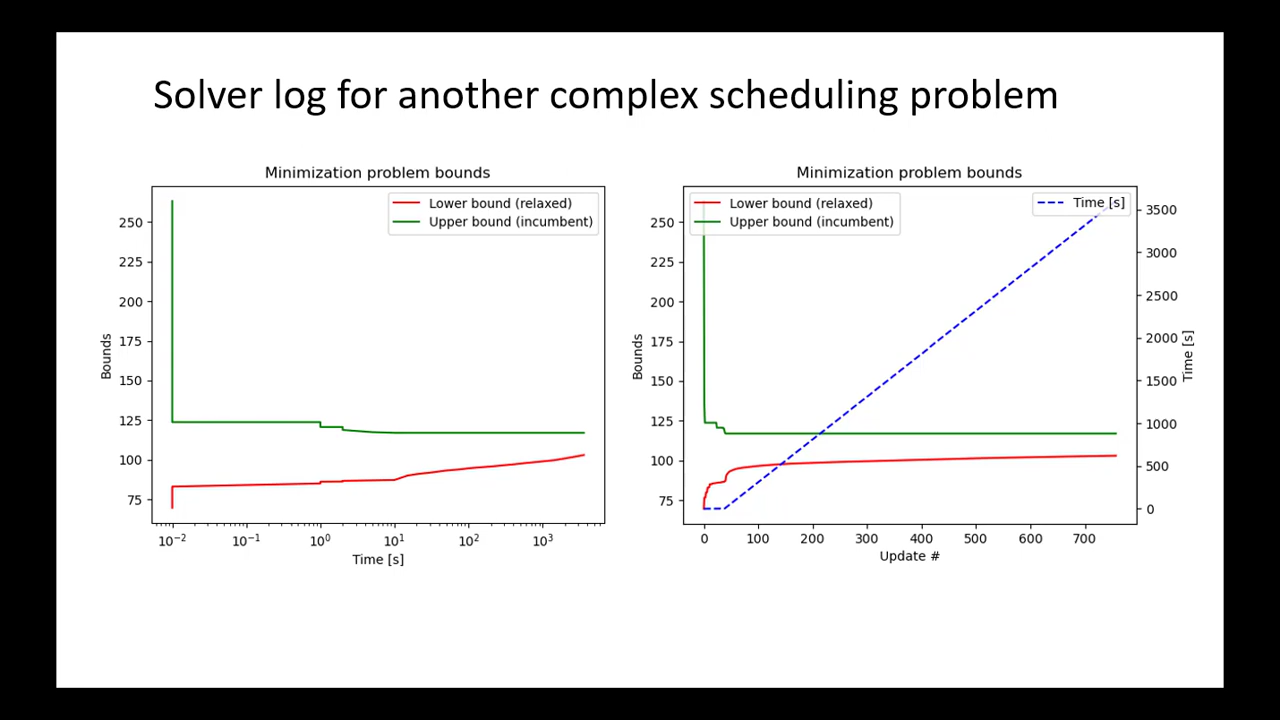 Solver log for another complex scheduling problem
Minimization problem bounds
Lower bound (relaxed)
Upper bound (incumbent)
250
225
200
175
150
125
100
75
Bounds
10⁻² 10⁻¹ 10⁰ 10¹ 10² 10³
Time [s]
Minimization problem bounds
Lower bound (relaxed)
Upper bound (incumbent)
Time [s]
250
225
200
175
150
125
100
75
Bounds
3500
3000
2500
2000
1500
1000
500
0
Time [s]
0 100 200 300 400 500 600 700
Update #